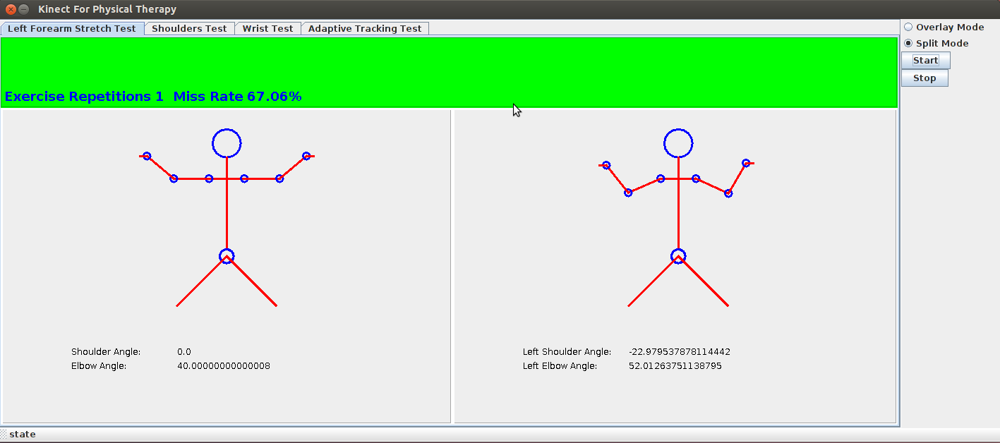 Kinect For Physical Therapy
Left Forearm Stretch Test Shoulders Test Wrist Test Adaptive Tracking Test
Overlay Mode
Split Mode
Start
Stop
Exercise Repetitions 1 Miss Rate 67.06%
Shoulder Angle: 0.0
Elbow Angle: 40.00000000000008
Left Shoulder Angle: -22.979537878114442
Left Elbow Angle: 52.01263751138795
state